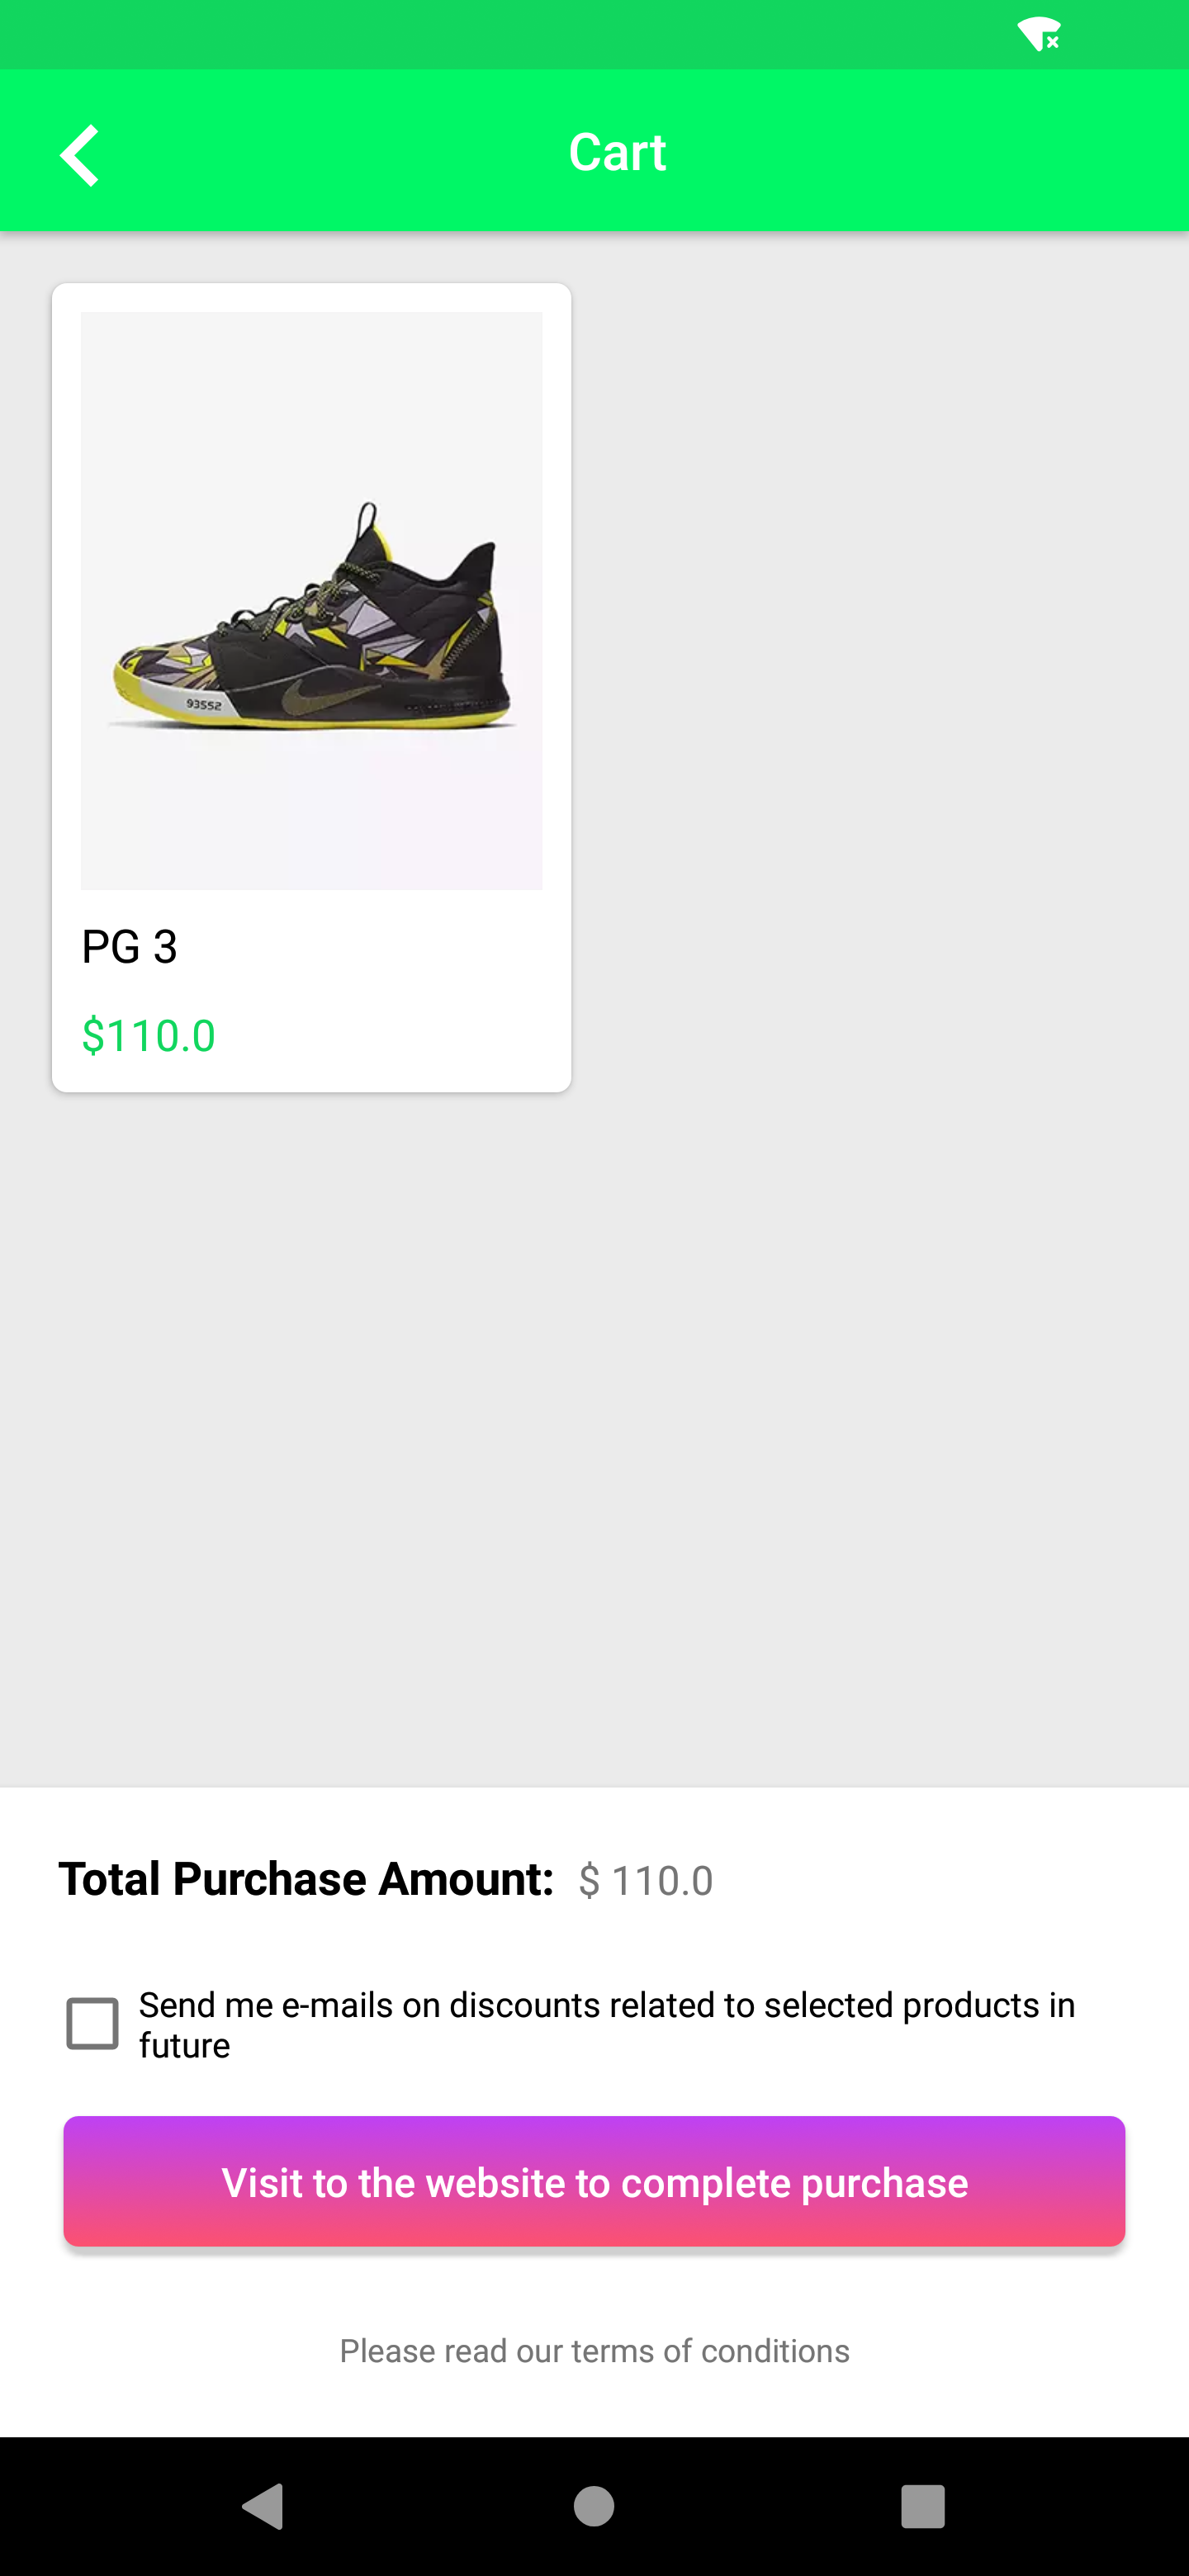 Cart
93552
PG 3
$110.0
Total Purchase Amount: $ 110.0
Send me e-mails on discounts related to selected products in
future
Visit to the website to complete purchase
Please read our terms of conditions